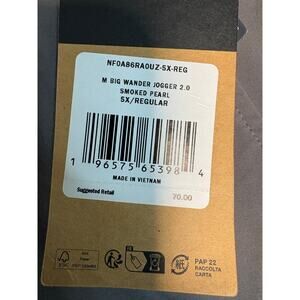 NF0A86RA0UZ-5X-REG
M BIG WANDER JOGGER 2.0
SMOKED PEARL
5X/REGULAR
1 96575 65398 4
MADE IN VIETNAM
Suggested Retail 70.00
PAP 22
RACCOLTA
CARTA